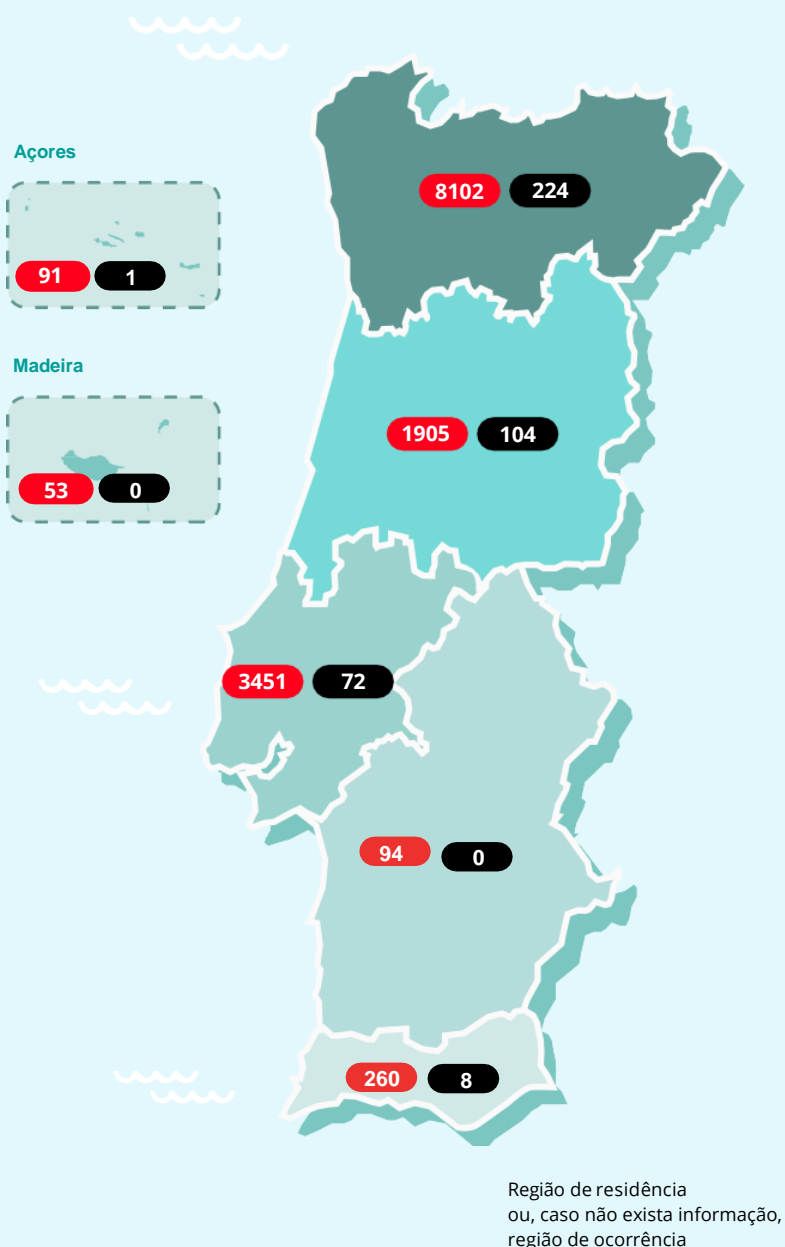 8102 224
Açores
91 1
Madeira
1905 104
53 0
3451 72
94 0
260 8
Região de residência
ou, caso não exista informação,
região de ocorrência